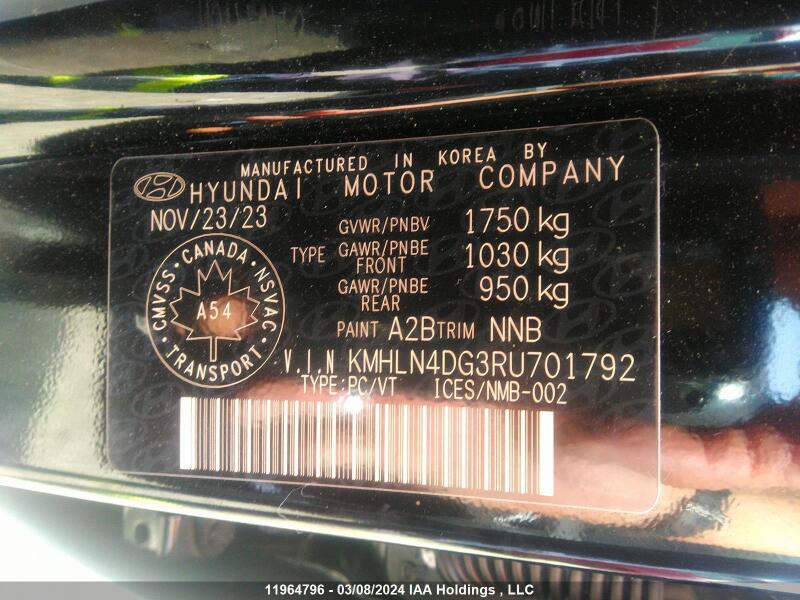 MANUFACTURED IN KOREA BY
HYUNDAI MOTOR COMPANY
NOV/23/23
GVWR/PNBV 1750 kg
TYPE GAWR/PNBE FRONT 1030 kg
GAWR/PNBE REAR 950 kg
CMVSS · CANADA · NSVAC · TRANSPORT ·
A54
PAINT A2B TRIM NNB
V.I.N KMHLN4DG3RU701792
TYPE:PC/VT ICES/NMB-002
11964796 - 03/08/2024 IAA Holdings , LLC